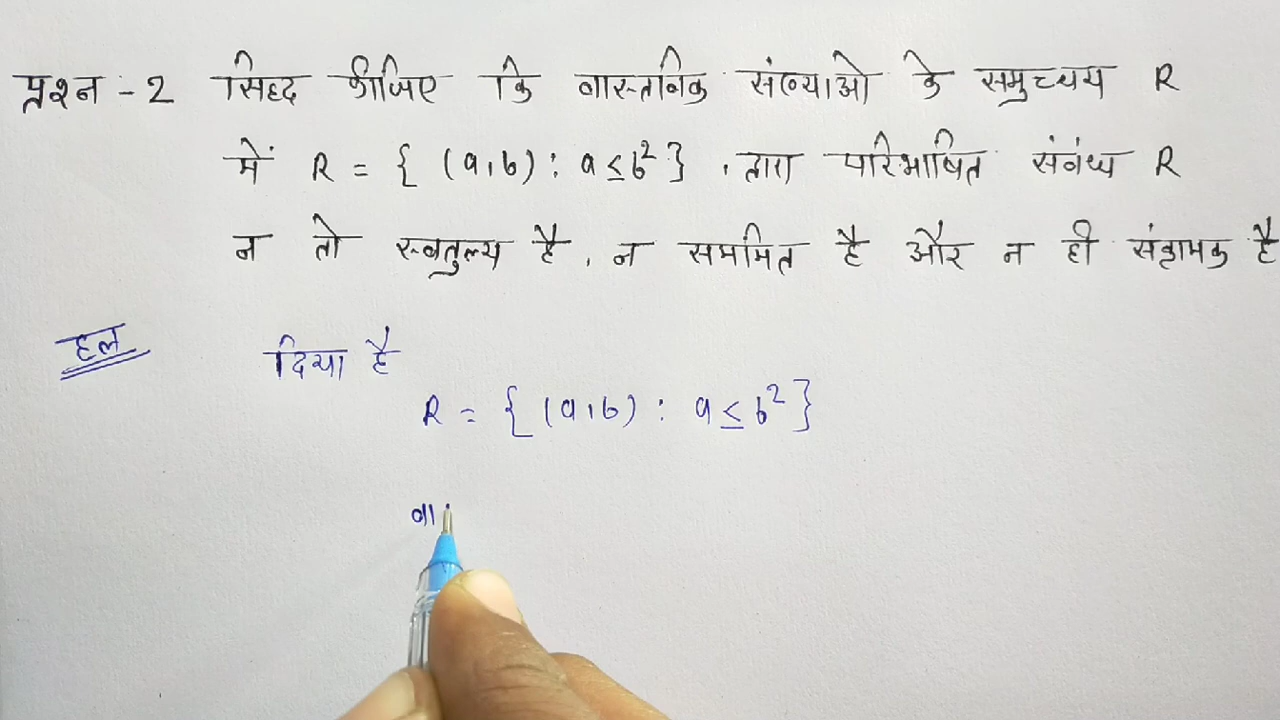 प्रश्न - 2 सिद्ध कीजिए कि वास्तविक संख्याओ के समुच्चय R
में R = { (a,b) : a ≤ b² } , द्वारा परिभाषित संबंध R
न तो स्वतुल्य है, न सममित है और न ही संक्रामक है
हल
दिया है
R = { (a,b) : a ≤ b² }
वा